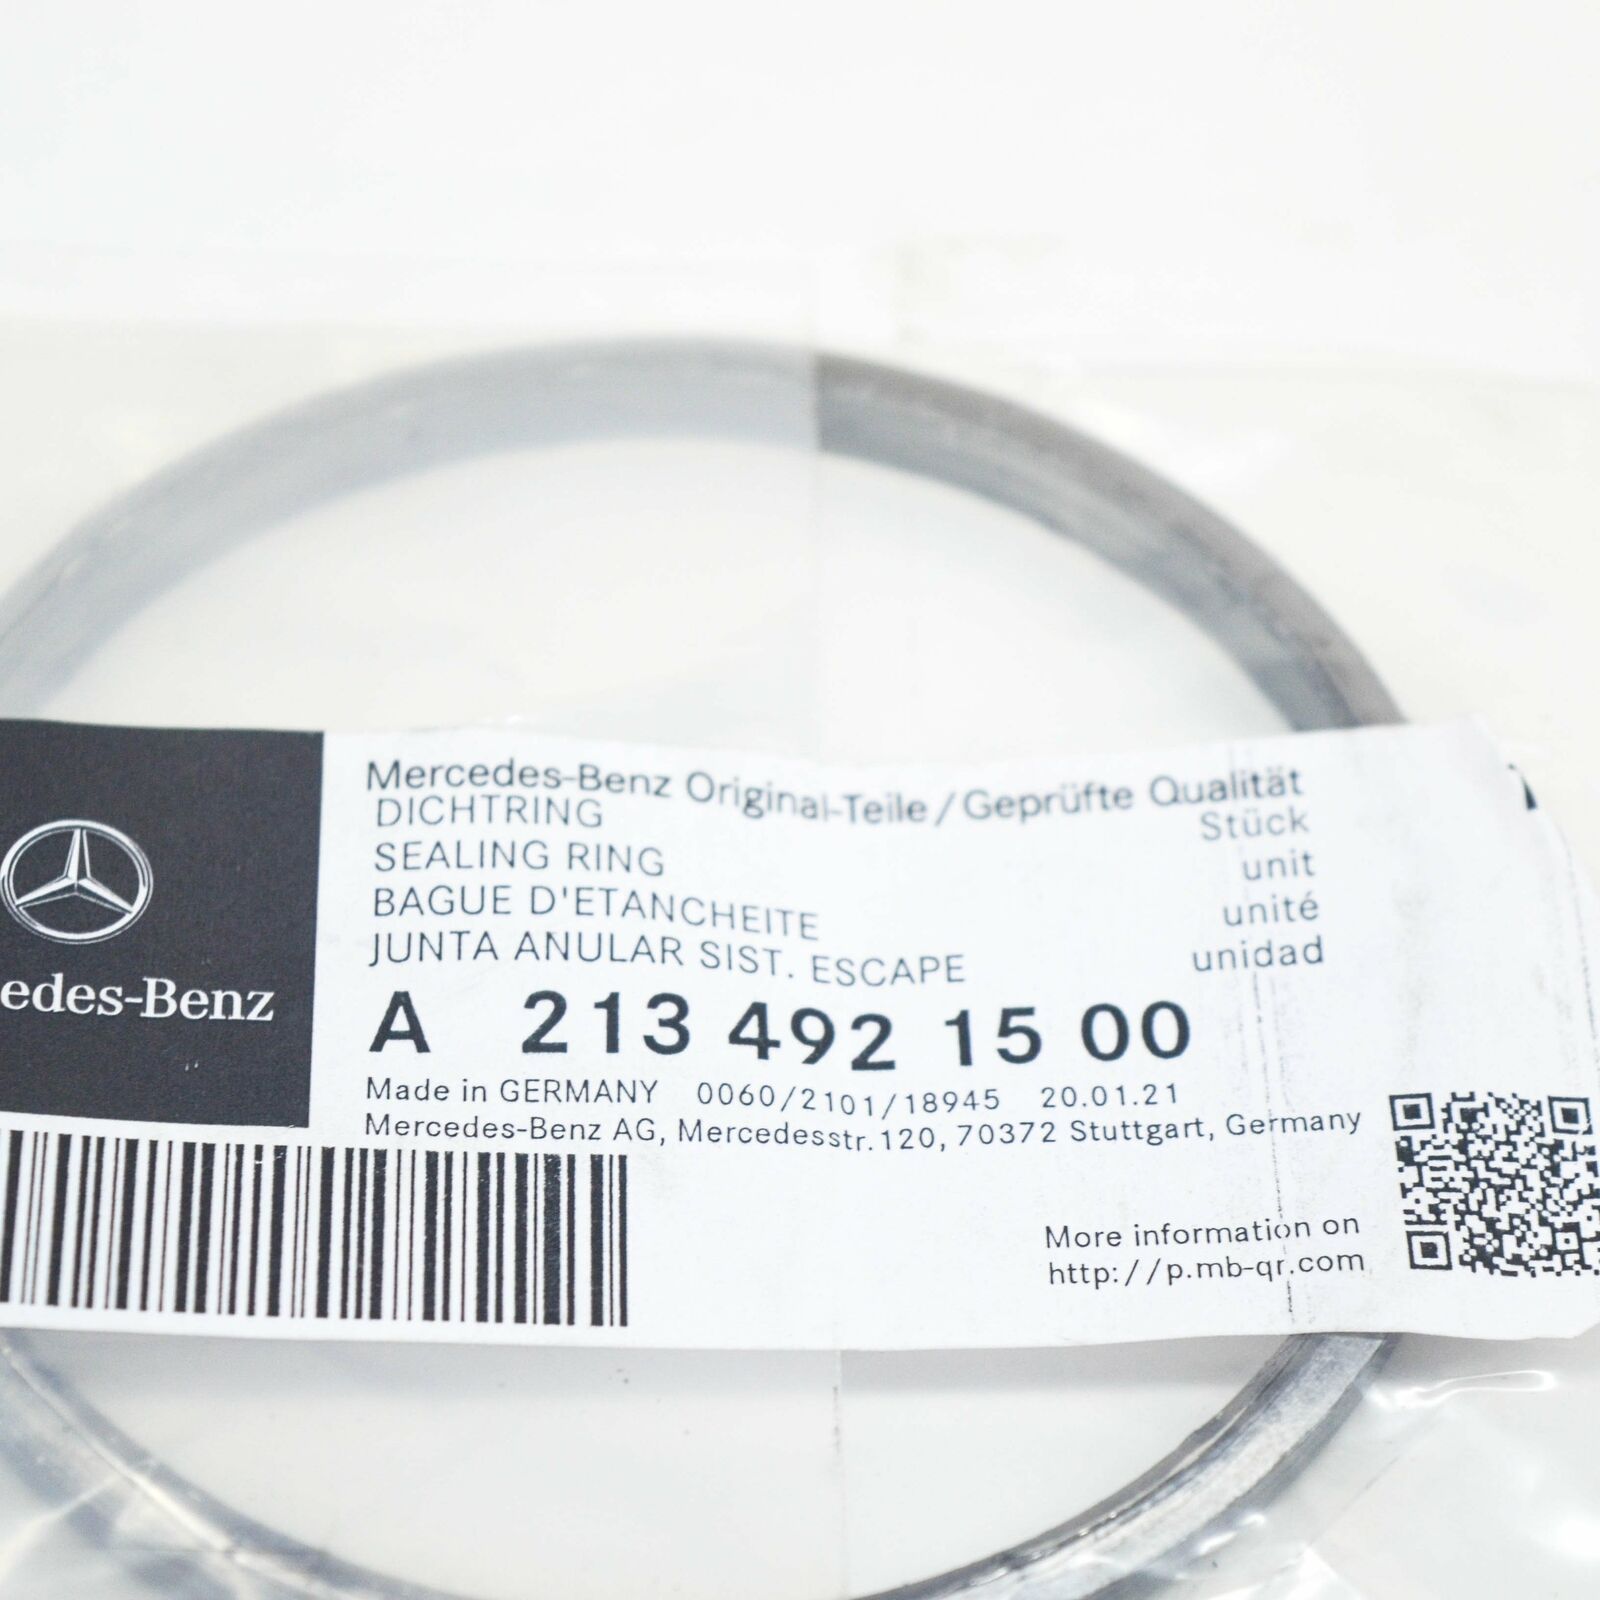 Mercedes-Benz Original-Teile / Geprüfte Qualität
DICHTRING Stück
SEALING RING unit
BAGUE D'ETANCHEITE unité
JUNTA ANULAR SIST. ESCAPE unidad
A 213 492 15 00
Made in GERMANY 0060/2101/18945 20.01.21
Mercedes-Benz AG, Mercedesstr. 120, 70372 Stuttgart, Germany
edes-Benz
More information on
http://p.mb-qr.com